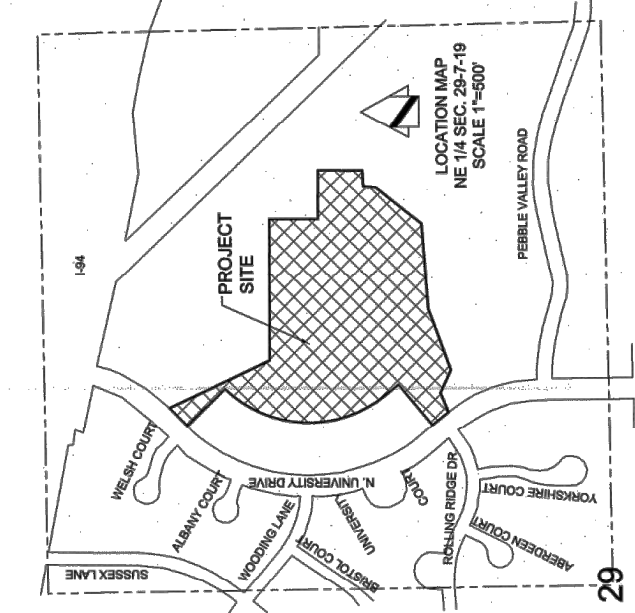 I-94
PROJECT
SITE
LOCATION MAP
NE 1/4 SEC. 29-7-19
SCALE 1"=500'
PEBBLE VALLEY ROAD
WELSH COURT
ALBANY COURT
N. UNIVERSITY DRIVE
WOODING LANE
SUSSEX LANE
UNIVERSITY
COURT
BRISTOL COURT
ROLLING RIDGE DR
YORKSHIRE COURT
ABERDEEN COURT
29